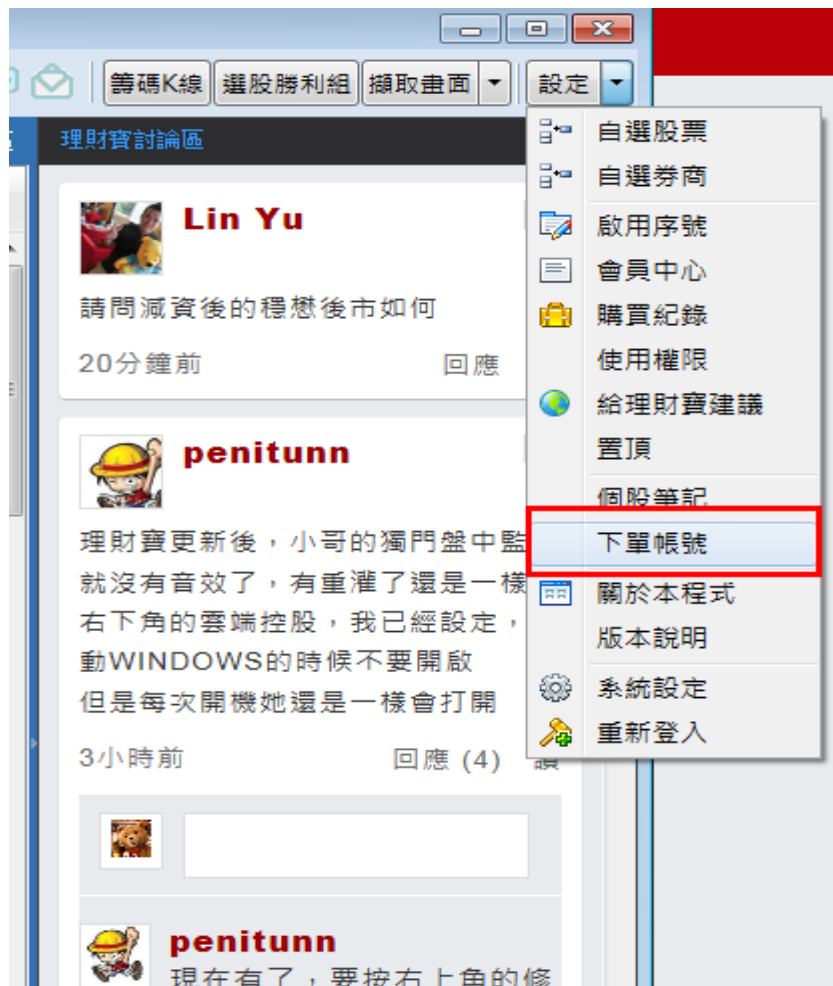 籌碼K線 選股勝利組 擷取畫面 設定
理財寶討論區
Lin Yu
請問減資後的穩懋後市如何
20分鐘前 回應
penitunn
理財寶更新後，小哥的獨門盤中監
就沒有音效了，有重灌了還是一樣
右下角的雲端控股，我已經設定，
動WINDOWS的時候不要開啟
但是每次開機她還是一樣會打開
3小時前 回應 (4)
penitunn
現在有了，要按右上角的修
自選股票
自選券商
啟用序號
會員中心
購買紀錄
使用權限
給理財寶建議
置頂
個股筆記
下單帳號
關於本程式
版本說明
系統設定
重新登入